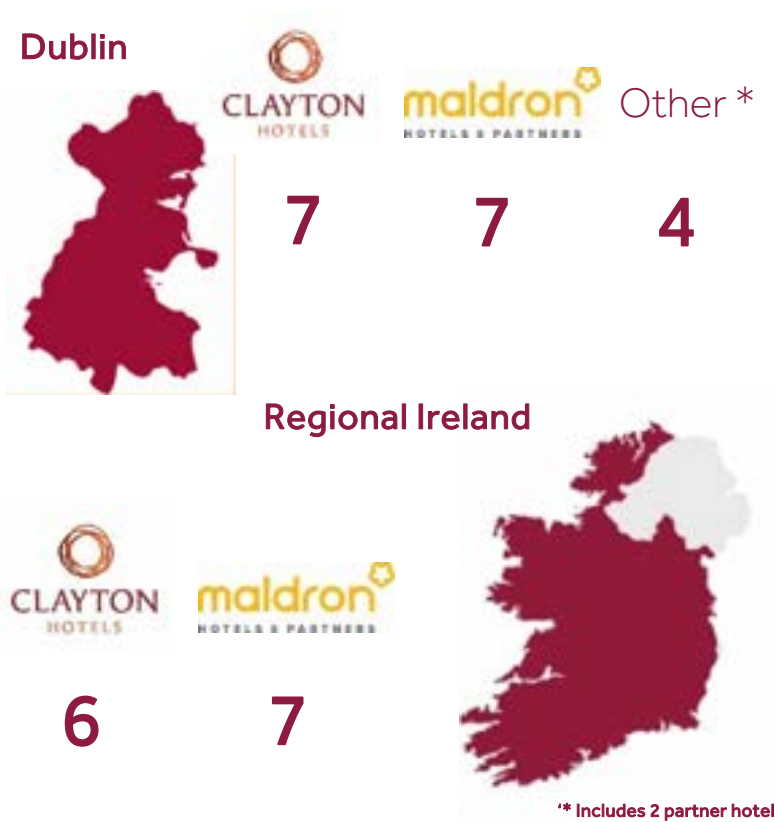 Dublin
CLAYTON
HOTELS
maldron
HOTELS & PARTNERS
Other *
7
7
4
Regional Ireland
CLAYTON
HOTELS
maldron
HOTELS & PARTNERS
6
7
‘* Includes 2 partner hotel